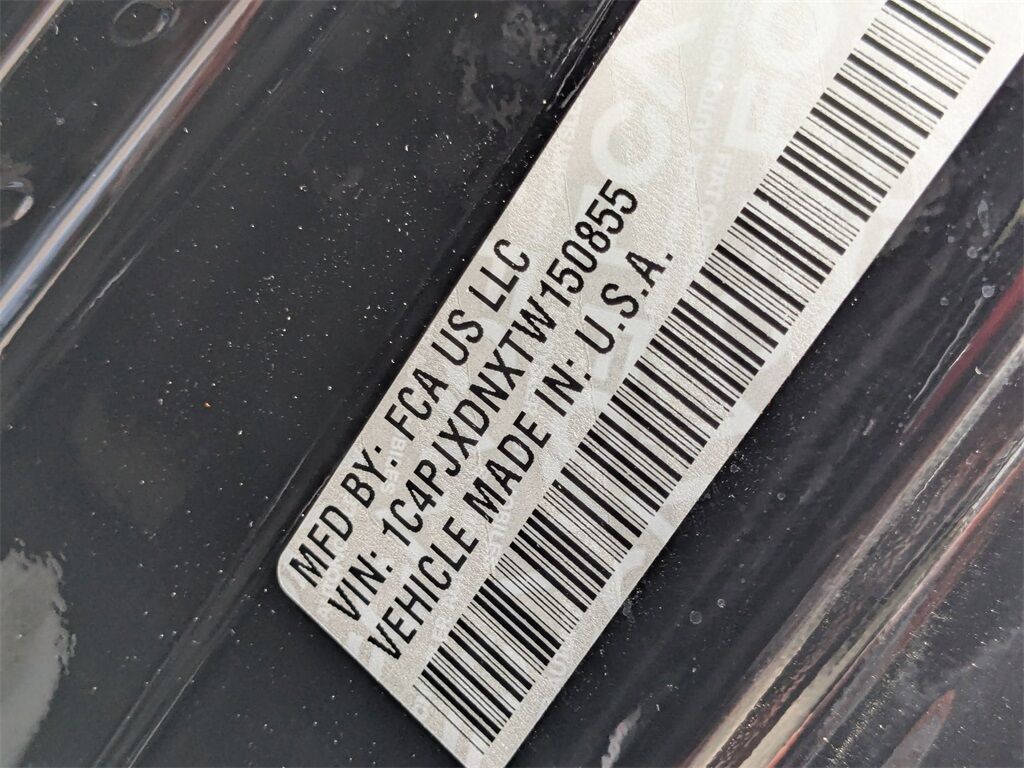 MFD BY: FCA US LLC
VIN: 1C4PJXDNXTW150855
VEHICLE MADE IN: U.S.A.